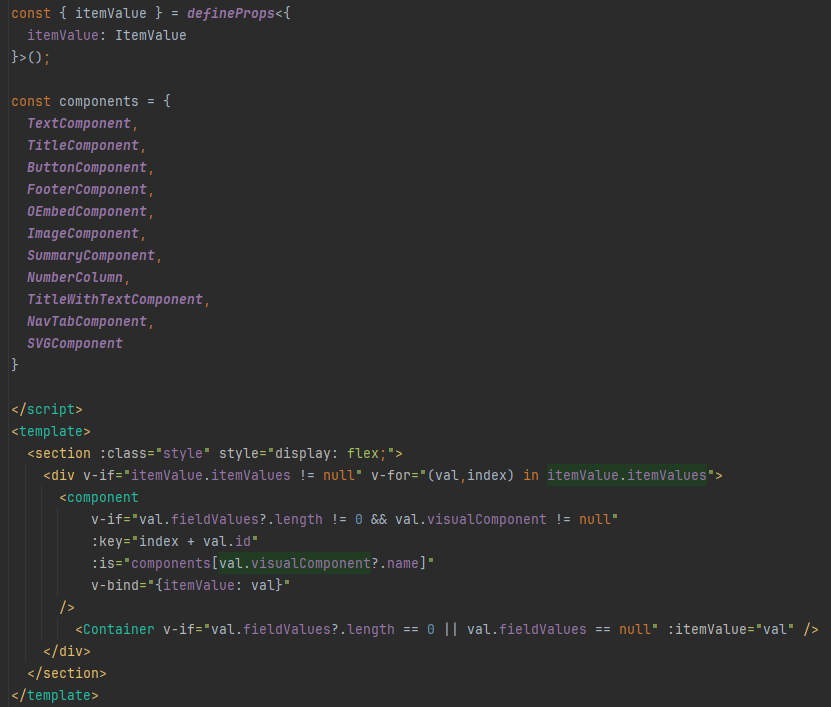 const { itemValue } = defineProps<{
  itemValue: ItemValue
}>();

const components = {
  TextComponent,
  TitleComponent,
  ButtonComponent,
  FooterComponent,
  OEmbedComponent,
  ImageComponent,
  SummaryComponent,
  NumberColumn,
  TitleWithTextComponent,
  NavTabComponent,
  SVGComponent
}

</script>
<template>
  <section :class="style" style="display: flex;">
    <div v-if="itemValue.itemValues != null" v-for="(val,index) in itemValue.itemValues">
      <component
          v-if="val.fieldValues?.length != 0 && val.visualComponent != null"
          :key="index + val.id"
          :is="components[val.visualComponent?.name]"
          v-bind="{itemValue: val}"
      />
        <Container v-if="val.fieldValues?.length == 0 || val.fieldValues == null" :itemValue="val" />
    </div>
  </section>
</template>